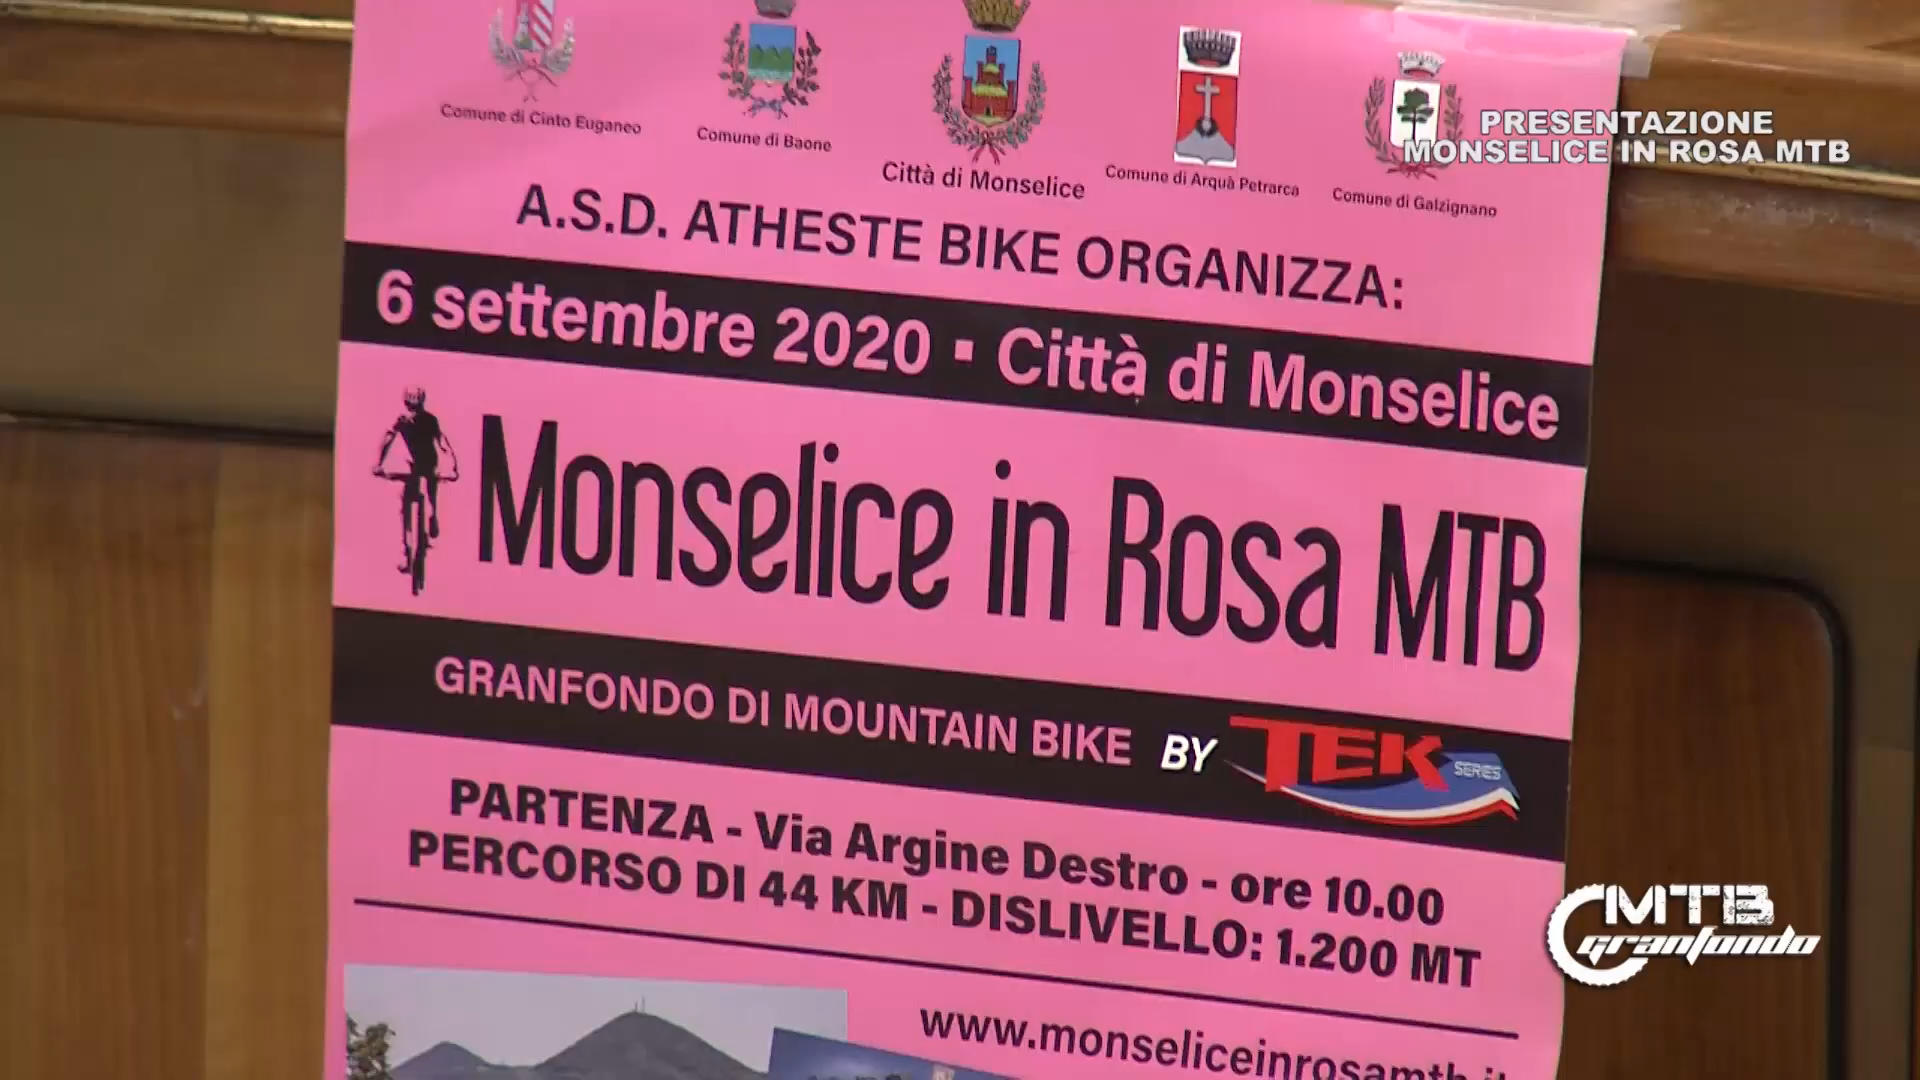 Comune di Cinto Euganeo
Comune di Baone
Città di Monselice
Comune di Arquà Petrarca
Comune di Galzignano
PRESENTAZIONE
MONSELICE IN ROSA MTB
A.S.D. ATHESTE BIKE ORGANIZZA:
6 settembre 2020 ▪ Città di Monselice
Monselice in Rosa MTB
GRANFONDO DI MOUNTAIN BIKE BY TEK SERIES
PARTENZA - Via Argine Destro - ore 10.00
PERCORSO DI 44 KM - DISLIVELLO: 1.200 MT
www.monseliceinrosamtb.it
MTB
granfondo